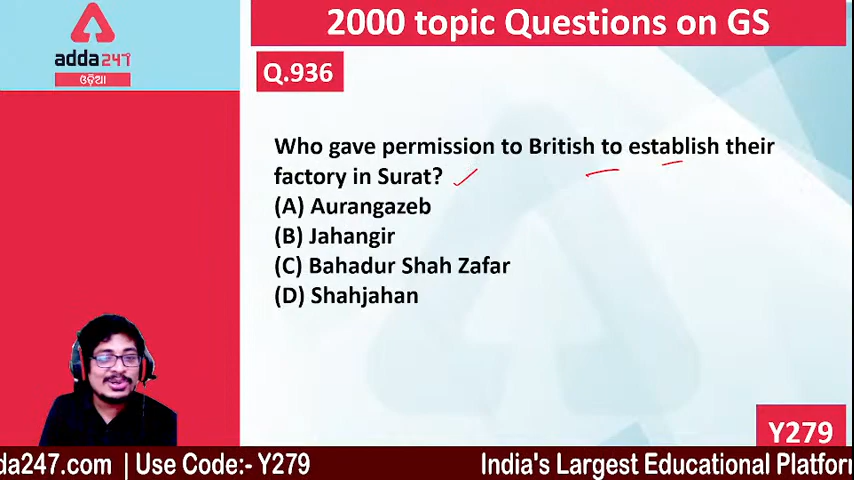 2000 topic Questions on GS
adda247
ଓଡ଼ିଆ
Q.936
Who gave permission to British to establish their
factory in Surat?
(A) Aurangazeb
(B) Jahangir
(C) Bahadur Shah Zafar
(D) Shahjahan
Y279
da247.com | Use Code:- Y279 India's Largest Educational Platfor